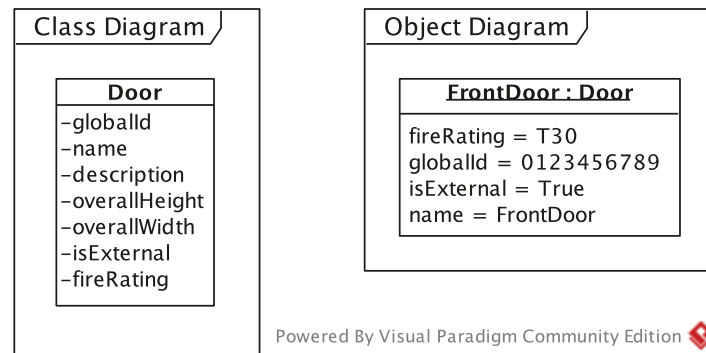 Class Diagram
Door
-globalId
-name
-description
-overallHeight
-overallWidth
-isExternal
-fireRating
Object Diagram
FrontDoor : Door
fireRating = T30
globalId = 0123456789
isExternal = True
name = FrontDoor
Powered By Visual Paradigm Community Edition